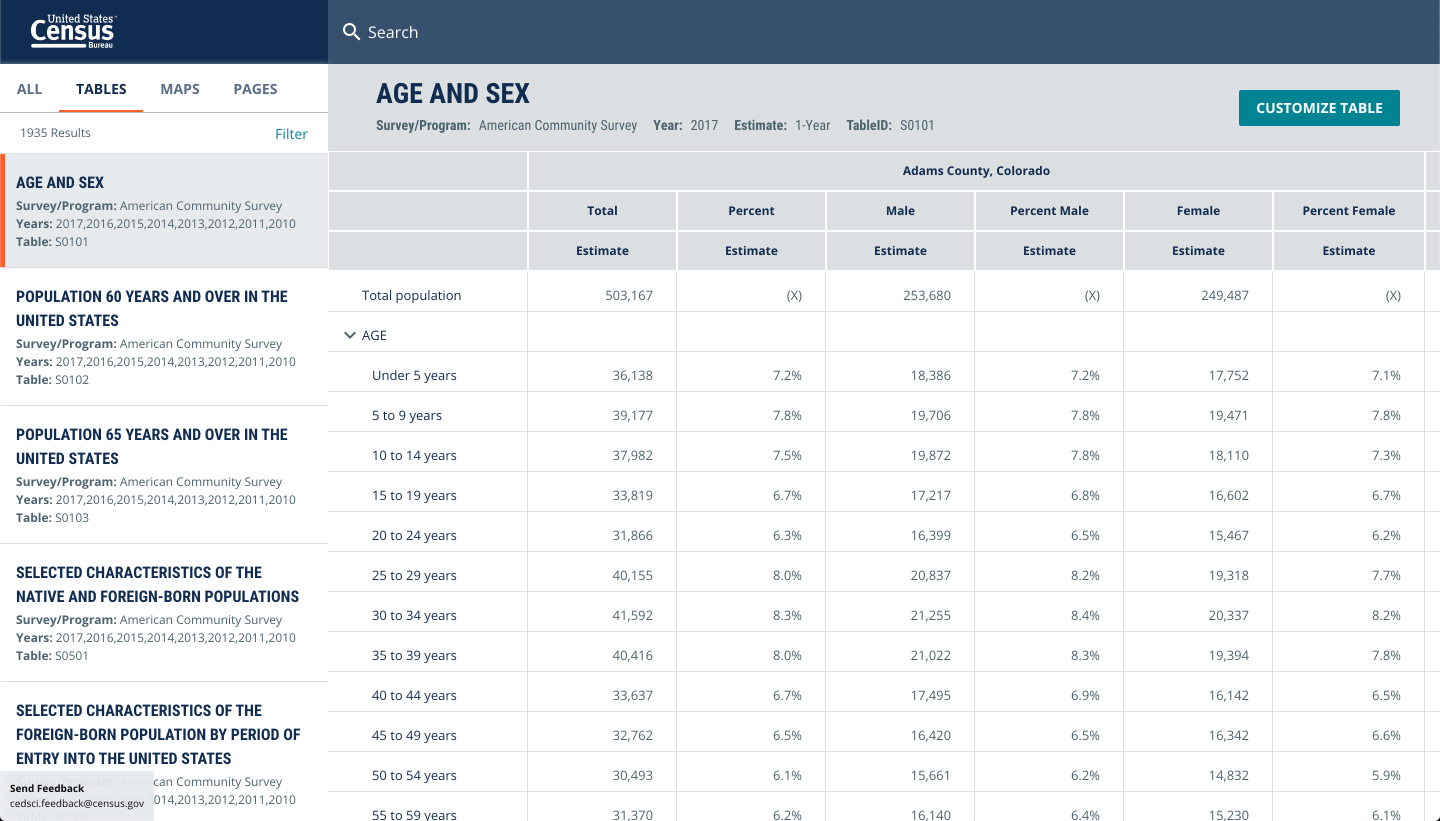 United States™
Census
Bureau
Search
ALL TABLES MAPS PAGES
1935 Results Filter
AGE AND SEX
Survey/Program: American Community Survey
Years: 2017,2016,2015,2014,2013,2012,2011,2010
Table: S0101
POPULATION 60 YEARS AND OVER IN THE
UNITED STATES
Survey/Program: American Community Survey
Years: 2017,2016,2015,2014,2013,2012,2011,2010
Table: S0102
POPULATION 65 YEARS AND OVER IN THE
UNITED STATES
Survey/Program: American Community Survey
Years: 2017,2016,2015,2014,2013,2012,2011,2010
Table: S0103
SELECTED CHARACTERISTICS OF THE
NATIVE AND FOREIGN-BORN POPULATIONS
Survey/Program: American Community Survey
Years: 2017,2016,2015,2014,2013,2012,2011,2010
Table: S0501
SELECTED CHARACTERISTICS OF THE
FOREIGN-BORN POPULATION BY PERIOD OF
ENTRY INTO THE UNITED STATES
Survey/Program: American Community Survey
014,2013,2012,2011,2010
Send Feedback
cedsci.feedback@census.gov
AGE AND SEX
Survey/Program: American Community Survey Year: 2017 Estimate: 1-Year TableID: S0101
CUSTOMIZE TABLE
Adams County, Colorado
Total Percent Male Percent Male Female Percent Female
Estimate Estimate Estimate Estimate Estimate Estimate
Total population 503,167 (X) 253,680 (X) 249,487 (X)
AGE
Under 5 years 36,138 7.2% 18,386 7.2% 17,752 7.1%
5 to 9 years 39,177 7.8% 19,706 7.8% 19,471 7.8%
10 to 14 years 37,982 7.5% 19,872 7.8% 18,110 7.3%
15 to 19 years 33,819 6.7% 17,217 6.8% 16,602 6.7%
20 to 24 years 31,866 6.3% 16,399 6.5% 15,467 6.2%
25 to 29 years 40,155 8.0% 20,837 8.2% 19,318 7.7%
30 to 34 years 41,592 8.3% 21,255 8.4% 20,337 8.2%
35 to 39 years 40,416 8.0% 21,022 8.3% 19,394 7.8%
40 to 44 years 33,637 6.7% 17,495 6.9% 16,142 6.5%
45 to 49 years 32,762 6.5% 16,420 6.5% 16,342 6.6%
50 to 54 years 30,493 6.1% 15,661 6.2% 14,832 5.9%
55 to 59 years 31,370 6.2% 16,140 6.4% 15,230 6.1%